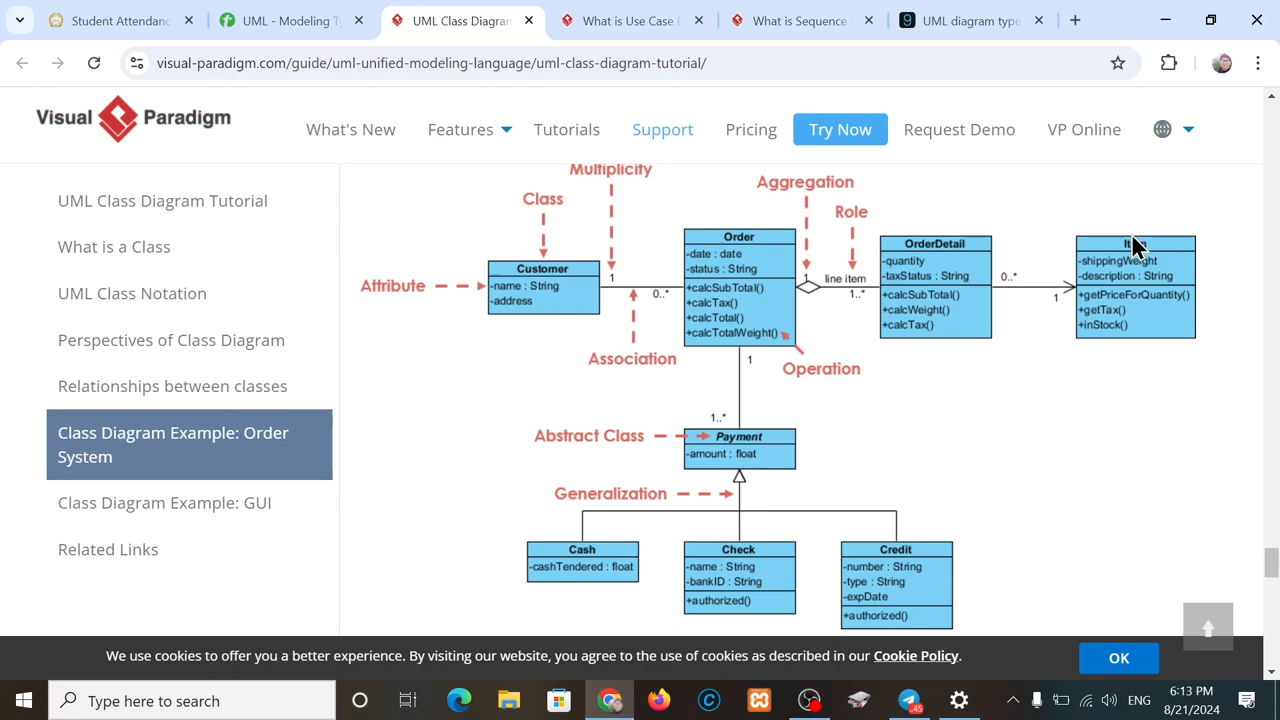 Student Attendanc
UML - Modeling Ty
UML Class Diagran
What is Use Case D
What is Sequence
UML diagram type
visual-paradigm.com/guide/uml-unified-modeling-language/uml-class-diagram-tutorial/
Visual Paradigm
What's New
Features
Tutorials
Support
Pricing
Try Now
Request Demo
VP Online
UML Class Diagram Tutorial
What is a Class
UML Class Notation
Perspectives of Class Diagram
Relationships between classes
Class Diagram Example: Order
System
Class Diagram Example: GUI
Related Links
Multiplicity
Class
Aggregation
Role
Attribute
Customer
-name : String
-address
1
0..*
Association
Order
-date : date
-status : String
+calcSubTotal()
+calcTax()
+calcTotal()
+calcTotalWeight()
Operation
1
line item
1..*
OrderDetail
-quantity
-taxStatus : String
+calcSubTotal()
+calcWeight()
+calcTax()
0..*
1
-shippingWeight
-description : String
+getPriceForQuantity()
+getTax()
+inStock()
1
1..*
Abstract Class
Payment
-amount : float
Generalization
Cash
-cashTendered : float
Check
-name : String
-bankID : String
+authorized()
Credit
-number : String
-type : String
-expDate
+authorized()
We use cookies to offer you a better experience. By visiting our website, you agree to the use of cookies as described in our Cookie Policy.
OK
Type here to search
45
ENG
6:13 PM
8/21/2024